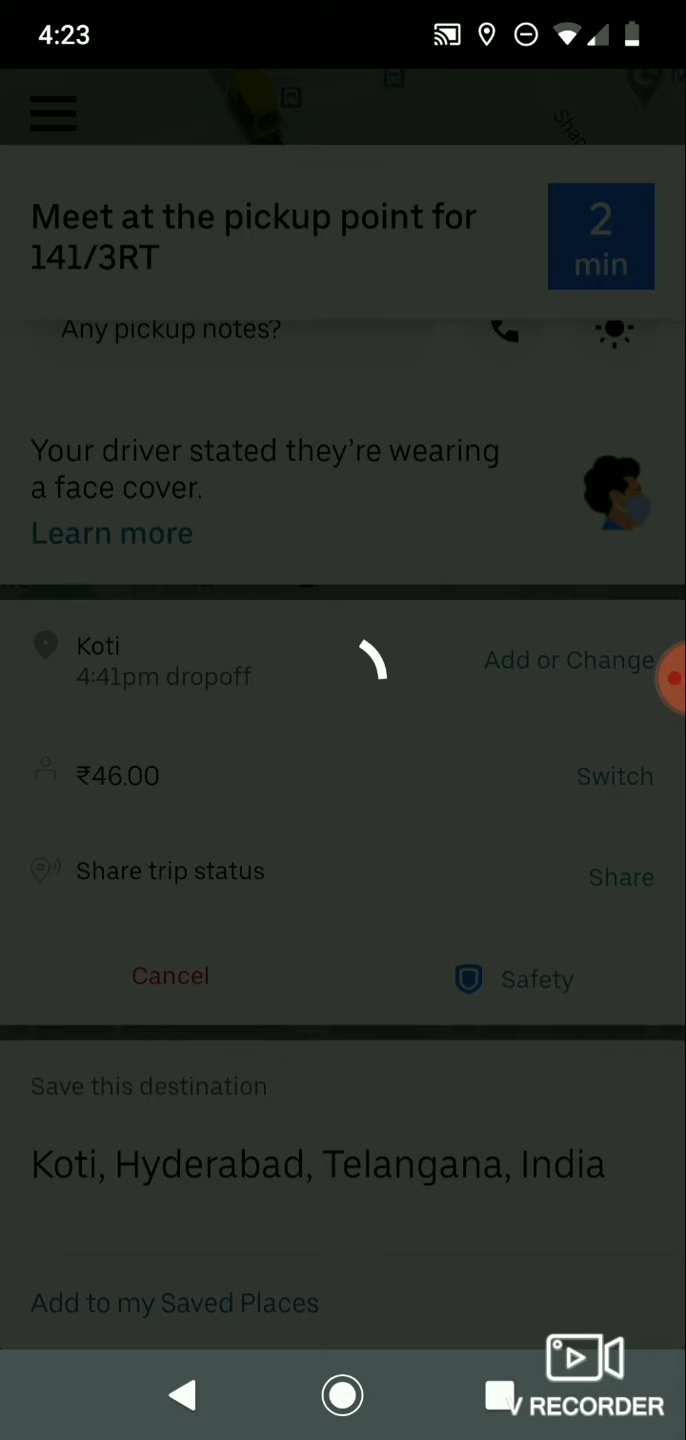 4:23
Meet at the pickup point for
141/3RT
2
min
Any pickup notes?
Your driver stated they're wearing
a face cover.
Learn more
Koti
4:41pm dropoff
Add or Change
₹46.00
Switch
Share trip status
Share
Cancel
Safety
Save this destination
Koti, Hyderabad, Telangana, India
Add to my Saved Places
V RECORDER